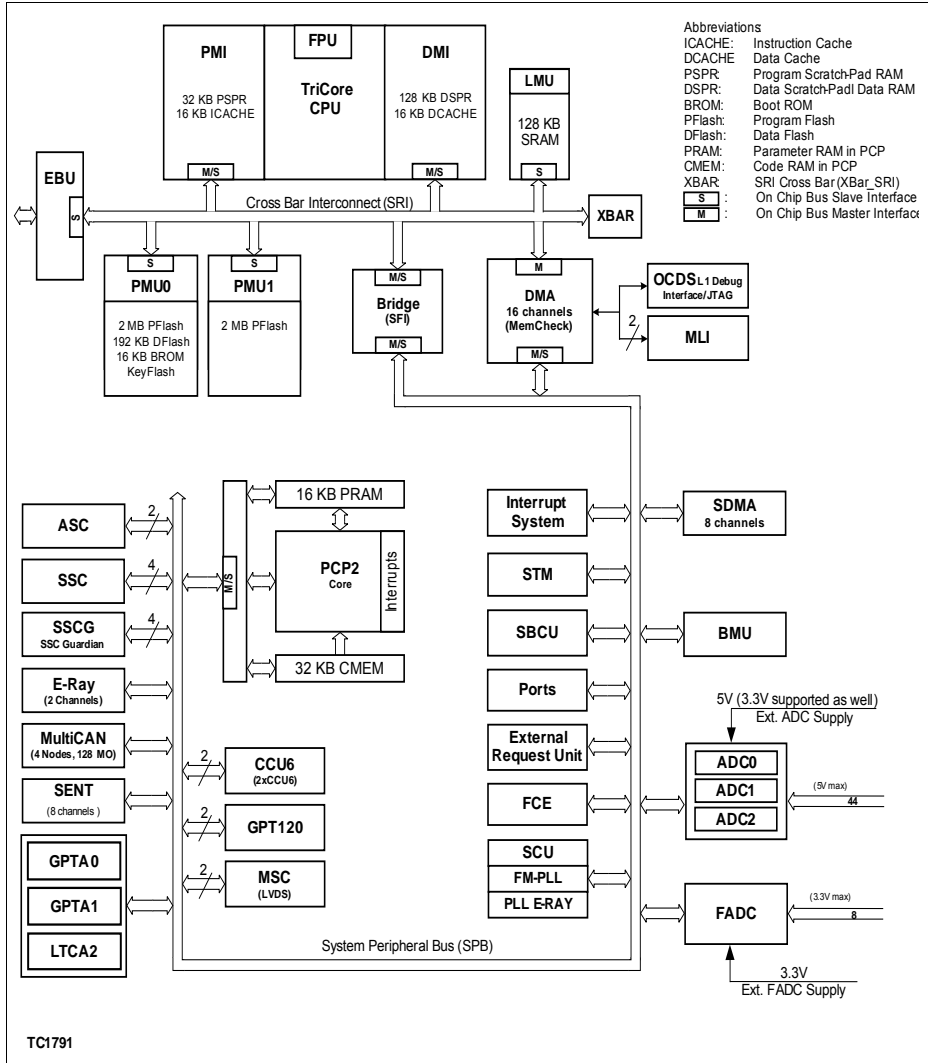 PMI
FPU
DMI
TriCore
CPU
32 KB PSPR
16 KB ICACHE
128 KB DSPR
16 KB DCACHE
M/S
M/S
LMU
128 KB
SRAM
S
Abbreviations:
ICACHE: Instruction Cache
DCACHE Data Cache
PSPR: Program Scratch-Pad RAM
DSPR: Data Scratch-Padl Data RAM
BROM: Boot ROM
PFlash: Program Flash
DFlash: Data Flash
PRAM: Parameter RAM in PCP
CMEM: Code RAM in PCP
XBAR: SRI Cross Bar (XBar_SRI)
S : On Chip Bus Slave Interface
M : On Chip Bus Master Interface
EBU
S
Cross Bar Interconnect (SRI)
XBAR
S
PMU0
2 MB PFlash
192 KB DFlash
16 KB BROM
KeyFlash
S
PMU1
2 MB PFlash
M/S
Bridge
(SFI)
M/S
M
DMA
16 channels
(MemCheck)
M/S
OCDS L1 Debug
Interface/JTAG
2
MLI
ASC
2
SSC
4
SSCG
SSC Guardian
4
E-Ray
(2 Channels)
MultiCAN
(4 Nodes, 128 MO)
SENT
(8 channels )
GPTA0
GPTA1
LTCA2
M/S
16 KB PRAM
PCP2
Core
Interrupts
32 KB CMEM
2
CCU6
(2xCCU6)
2
GPT120
2
MSC
(LVDS)
Interrupt
System
STM
SBCU
Ports
External
Request Unit
FCE
SCU
FM-PLL
PLL E-RAY
SDMA
8 channels
BMU
5V (3.3V supported as well)
Ext. ADC Supply
ADC0
ADC1
ADC2
(5V max)
44
FADC
(3.3V max)
8
3.3V
Ext. FADC Supply
System Peripheral Bus (SPB)
TC1791